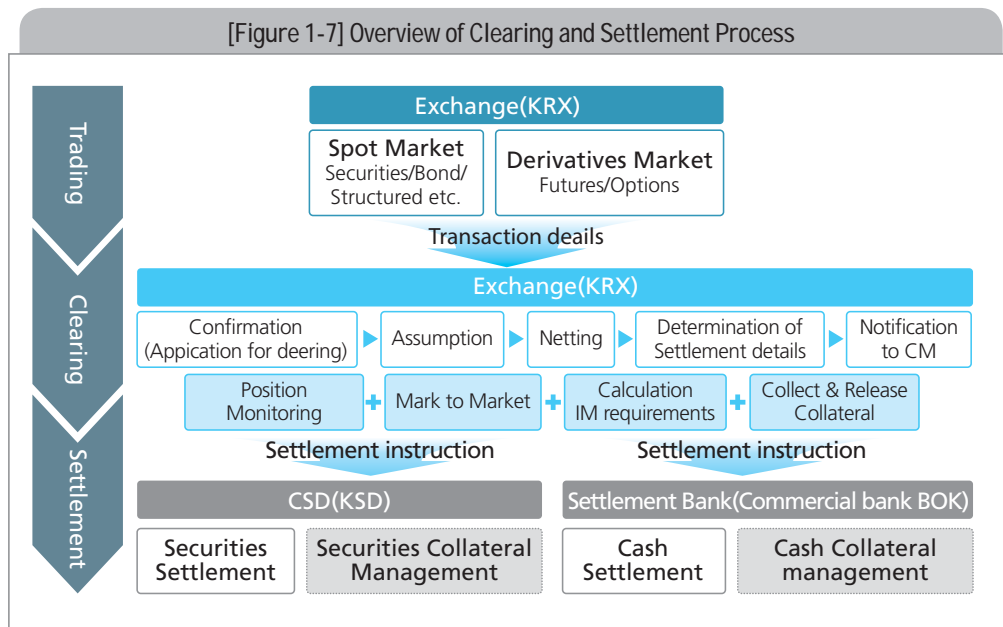 [Figure 1-7] Overview of Clearing and Settlement Process
Trading
Exchange(KRX)
Spot Market
Securities/Bond/
Structured etc.
Derivatives Market
Futures/Options
Transaction deails
Clearing
Exchange(KRX)
Confirmation
(Appication for deering)
Assumption
Netting
Determination of
Settlement details
Notification
to CM
Position
Monitoring
Mark to Market
Calculation
IM requirements
Collect & Release
Collateral
Settlement instruction
Settlement instruction
Settlement
CSD(KSD)
Securities
Settlement
Securities Collateral
Management
Settlement Bank(Commercial bank BOK)
Cash
Settlement
Cash Collateral
management